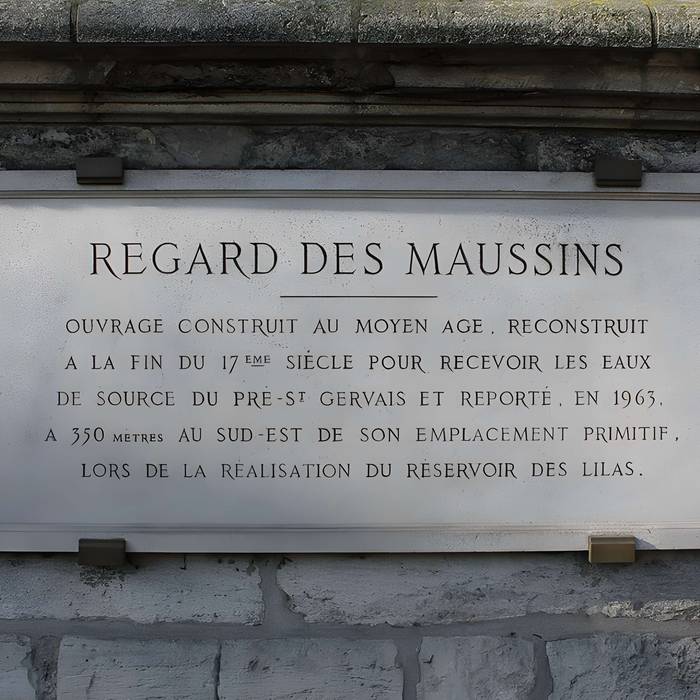 REGARD DES MAUSSINS
OUVRAGE CONSTRUIT AU MOYEN AGE, RECONSTRUIT
A LA FIN DU 17EME SIÈCLE POUR RECEVOIR LES EAUX
DE SOURCE DU PRÉ-ST GERVAIS ET REPORTÉ, EN 1963,
A 350 MÈTRES AU SUD-EST DE SON EMPLACEMENT PRIMITIF,
LORS DE LA RÉALISATION DU RÉSERVOIR DES LILAS.